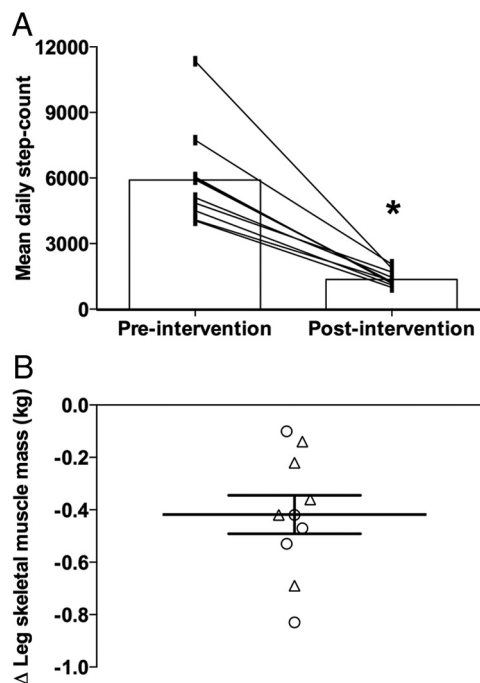 A
Mean daily step-count
12000
9000
6000
3000
0
*
Pre-intervention Post-intervention
B
Δ Leg skeletal muscle mass (kg)
0.0
-0.2
-0.4
-0.6
-0.8
-1.0